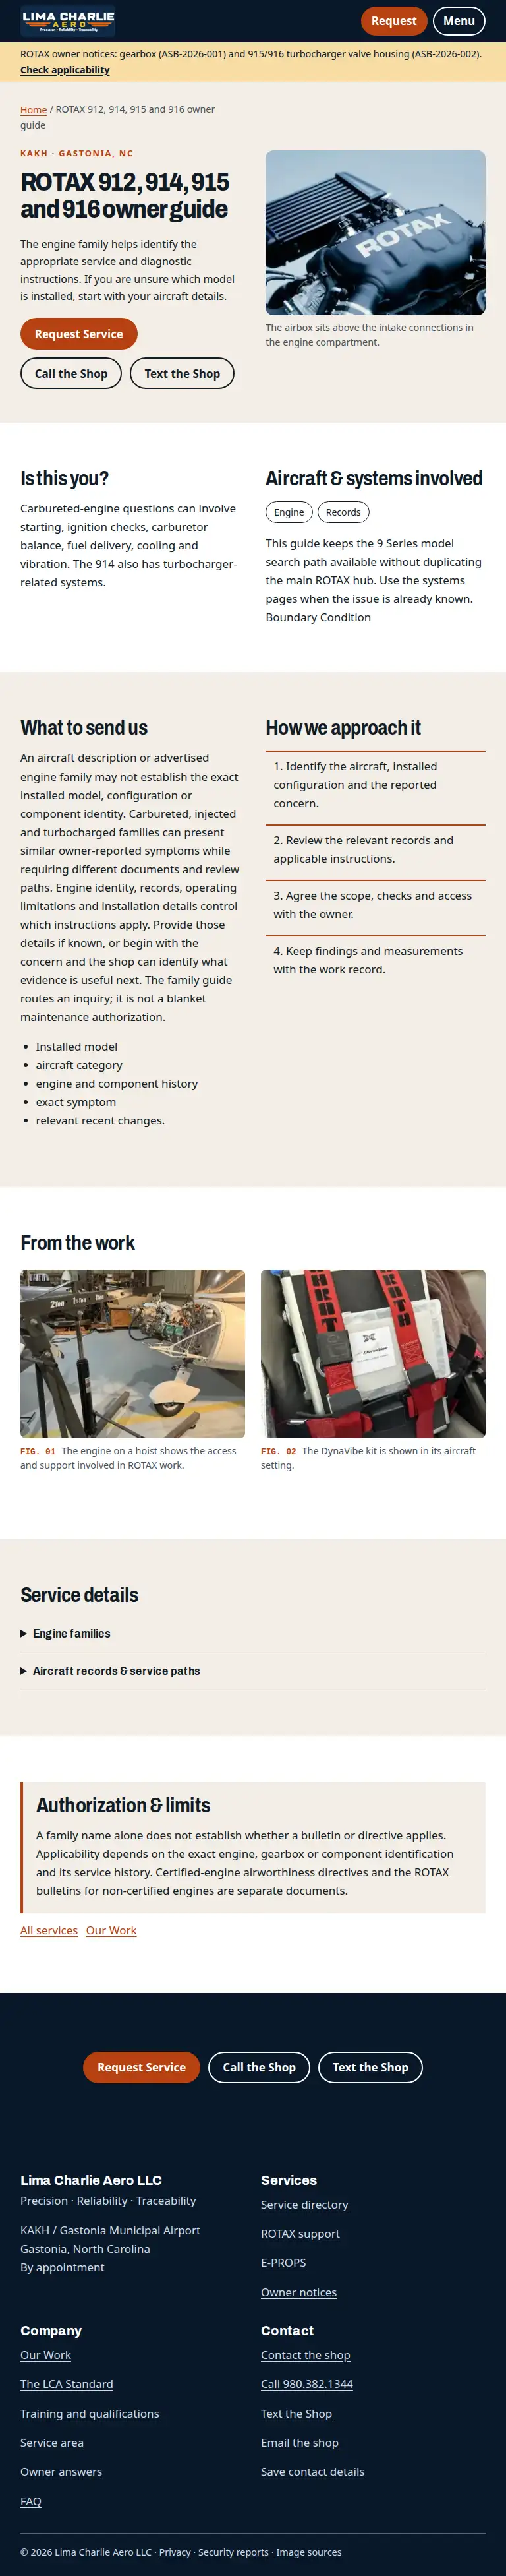 LIMA CHARLIE
AERO
Precision • Reliability • Traceability
Request
Menu
ROTAX owner notices: gearbox (ASB-2026-001) and 915/916 turbocharger valve housing (ASB-2026-002).
Check applicability
Home / ROTAX 912, 914, 915 and 916 owner
guide
KAKH · GASTONIA, NC
ROTAX 912, 914, 915
and 916 owner guide
The engine family helps identify the
appropriate service and diagnostic
instructions. If you are unsure which model
is installed, start with your aircraft details.
Request Service
Call the Shop
Text the Shop
ROTAX
The airbox sits above the intake connections in
the engine compartment.
Is this you?
Carbureted-engine questions can involve
starting, ignition checks, carburetor
balance, fuel delivery, cooling and
vibration. The 914 also has turbocharger-
related systems.
Aircraft & systems involved
Engine
Records
This guide keeps the 9 Series model
search path available without duplicating
the main ROTAX hub. Use the systems
pages when the issue is already known.
Boundary Condition
What to send us
An aircraft description or advertised
engine family may not establish the exact
installed model, configuration or
component identity. Carbureted, injected
and turbocharged families can present
similar owner-reported symptoms while
requiring different documents and review
paths. Engine identity, records, operating
limitations and installation details control
which instructions apply. Provide those
details if known, or begin with the
concern and the shop can identify what
evidence is useful next. The family guide
routes an inquiry; it is not a blanket
maintenance authorization.
• Installed model
• aircraft category
• engine and component history
• exact symptom
• relevant recent changes.
How we approach it
1. Identify the aircraft, installed
configuration and the reported
concern.
2. Review the relevant records and
applicable instructions.
3. Agree the scope, checks and access
with the owner.
4. Keep findings and measurements
with the work record.
From the work
FIG. 01 The engine on a hoist shows the access
and support involved in ROTAX work.
FIG. 02 The DynaVibe kit is shown in its aircraft
setting.
Service details
Engine families
Aircraft records & service paths
Authorization & limits
A family name alone does not establish whether a bulletin or directive applies.
Applicability depends on the exact engine, gearbox or component identification
and its service history. Certified-engine airworthiness directives and the ROTAX
bulletins for non-certified engines are separate documents.
All services Our Work
Request Service
Call the Shop
Text the Shop
Lima Charlie Aero LLC
Precision · Reliability · Traceability
KAKH / Gastonia Municipal Airport
Gastonia, North Carolina
By appointment
Services
Service directory
ROTAX support
E-PROPS
Owner notices
Company
Our Work
The LCA Standard
Training and qualifications
Service area
Owner answers
FAQ
Contact
Contact the shop
Call 980.382.1344
Text the Shop
Email the shop
Save contact details
© 2026 Lima Charlie Aero LLC · Privacy · Security reports · Image sources